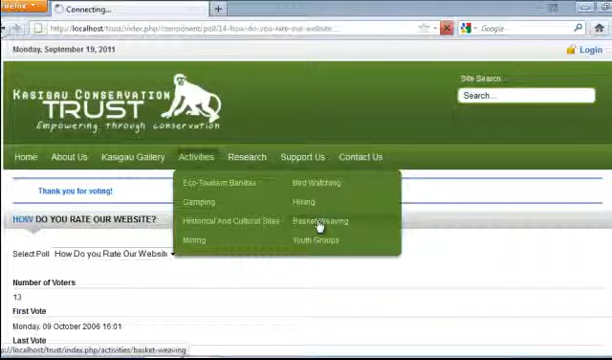 Firefox
Connecting...
localhost/trust/index.php/component/poll/14-how-do-you-rate-our-website...
Google
Monday, September 19, 2011
Login
KASIGAU CONSERVATION
TRUST
Empowering through conservation
Site Search...
Search...
Home About Us Kasigau Gallery Activities Research Support Us Contact Us
Eco-Tourism Bandas Bird Watching
Camping Hiking
Historical And Cultural Sites Basket Weaving
Mining Youth Groups
Thank you for voting!
HOW DO YOU RATE OUR WEBSITE?
Select Poll How Do you Rate Our Websit
Number of Voters
13
First Vote
Monday, 09 October 2006 16:01
Last Vote
localhost/trust/index.php/activities/basket-weaving